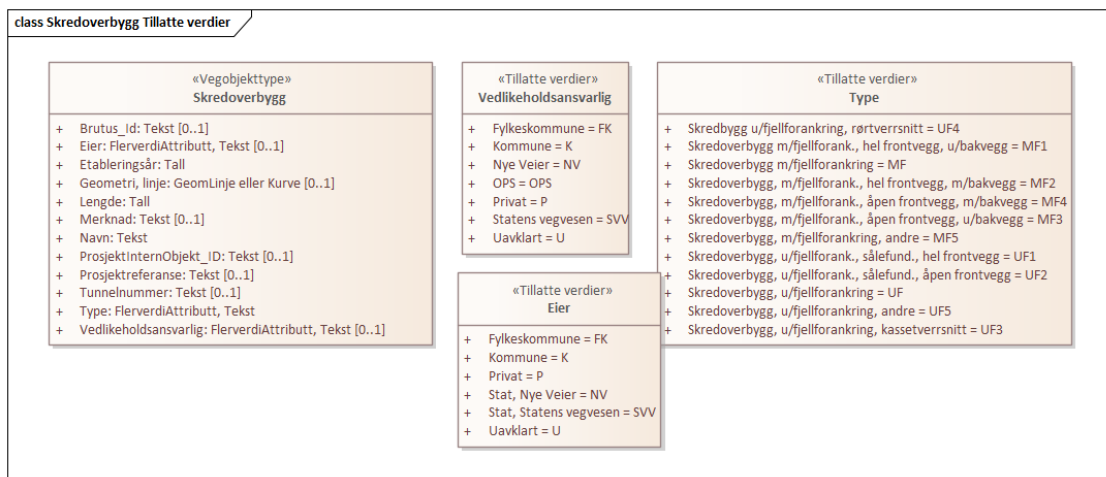 class Skredoverbygg Tillatte verdier
«Vegobjekttype»
Skredoverbygg
+ Brutus_Id: Tekst [0..1]
+ Eier: FlerverdiAttributt, Tekst [0..1]
+ Etableringsår: Tall
+ Geometri, linje: GeomLinje eller Kurve [0..1]
+ Lengde: Tall
+ Merknad: Tekst [0..1]
+ Navn: Tekst
+ ProsjektInternObjekt_ID: Tekst [0..1]
+ Prosjektreferanse: Tekst [0..1]
+ Tunnelnummer: Tekst [0..1]
+ Type: FlerverdiAttributt, Tekst
+ Vedlikeholdsansvarlig: FlerverdiAttributt, Tekst [0..1]
«Tillatte verdier»
Vedlikeholdsansvarlig
+ Fylkeskommune = FK
+ Kommune = K
+ Nye Veier = NV
+ OPS = OPS
+ Privat = P
+ Statens vegvesen = SVV
+ Uavklart = U
«Tillatte verdier»
Eier
+ Fylkeskommune = FK
+ Kommune = K
+ Privat = P
+ Stat, Nye Veier = NV
+ Stat, Statens vegvesen = SVV
+ Uavklart = U
«Tillatte verdier»
Type
+ Skredbygg u/fjellforankring, rørtverrsnitt = UF4
+ Skredoverbygg m/fjellforankring, hel frontvegg, u/bakvegg = MF1
+ Skredoverbygg m/fjellforankring = MF
+ Skredoverbygg, m/fjellforank., hel frontvegg, m/bakvegg = MF2
+ Skredoverbygg, m/fjellforank., åpen frontvegg, m/bakvegg = MF4
+ Skredoverbygg, m/fjellforank., åpen frontvegg, u/bakvegg = MF3
+ Skredoverbygg, m/fjellforankring, andre = MF5
+ Skredoverbygg, u/fjellforankring, sålefund., hel frontvegg = UF1
+ Skredoverbygg, u/fjellforankring, sålefund., åpen frontvegg = UF2
+ Skredoverbygg, u/fjellforankring = UF
+ Skredoverbygg, u/fjellforankring, andre = UF5
+ Skredoverbygg, u/fjellforankring, kassetverrsnitt = UF3